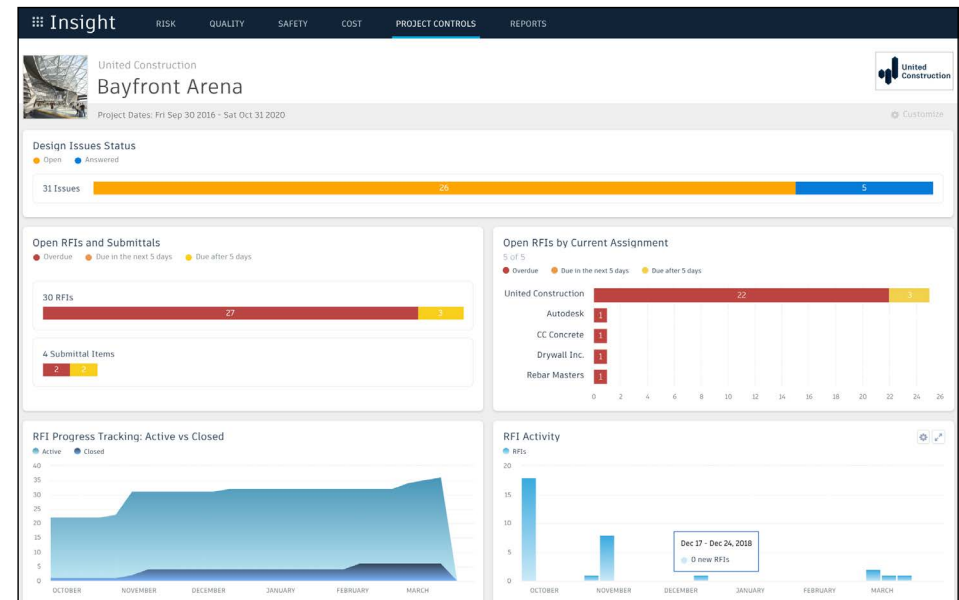 Insight RISK QUALITY SAFETY COST PROJECT CONTROLS REPORTS
United Construction
Bayfront Arena
United
Construction
Project Dates: Fri Sep 30 2016 - Sat Oct 31 2020
Customize
Design Issues Status
Open Answered
31 Issues 26 5
Open RFIs and Submittals
Overdue Due in the next 5 days Due after 5 days
30 RFIs
27 3
4 Submittal Items
2 2
Open RFIs by Current Assignment
5 of 5
Overdue Due in the next 5 days Due after 5 days
United Construction 22 3
Autodesk 1
CC Concrete 1
Drywall Inc. 1
Rebar Masters 1
0 2 4 6 8 10 12 14 16 18 20 22 24 26
RFI Progress Tracking: Active vs Closed
Active Closed
40
35
30
25
20
15
10
5
0
OCTOBER NOVEMBER DECEMBER JANUARY FEBRUARY MARCH
RFI Activity
RFIs
20
15
10
5
0
Dec 17 - Dec 24, 2018
0 new RFIs
OCTOBER NOVEMBER DECEMBER JANUARY FEBRUARY MARCH